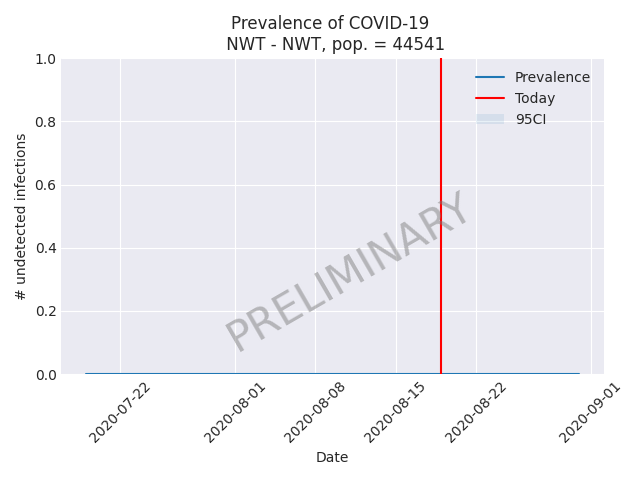 Prevalence of COVID-19
NWT - NWT, pop. = 44541
1.0
0.8
0.6
0.4
0.2
0.0
# undetected infections
Prevalence
Today
95CI
PRELIMINARY
2020-07-22
2020-08-01
2020-08-08
2020-08-15
2020-08-22
2020-09-01
Date